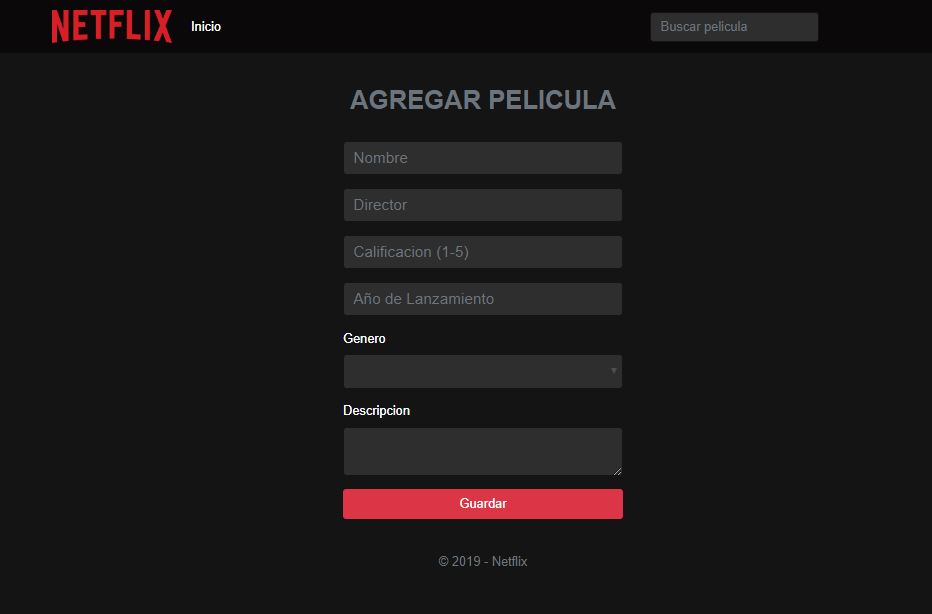 NETFLIX Inicio Buscar pelicula
AGREGAR PELICULA
Nombre
Director
Calificacion (1-5)
Año de Lanzamiento
Genero
Descripcion
Guardar
© 2019 - Netflix